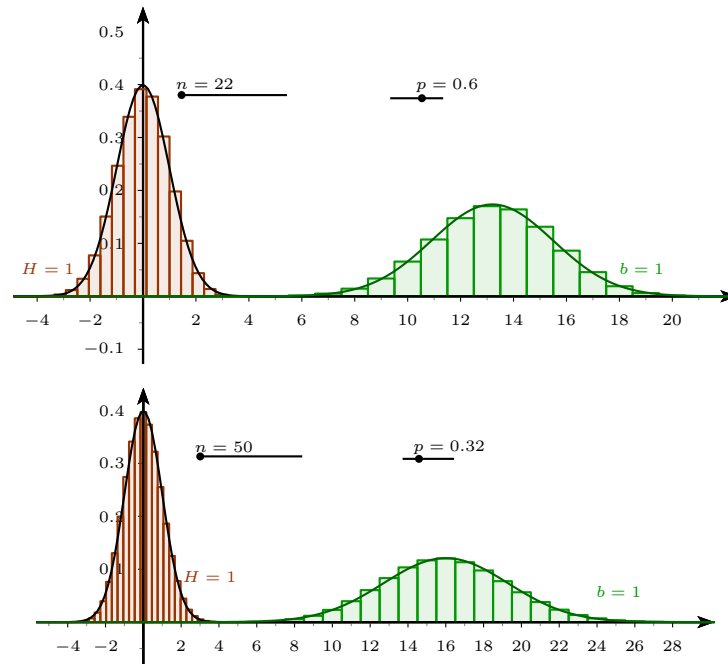 0.5
n = 22
p = 0.6
0.4
0.3
0.2
0.1
H = 1
b = 1
−4 −2 2 4 6 8 10 12 14 16 18 20
−0.1
0.4
n = 50
p = 0.32
0.3
0.2
0.1
H = 1
b = 1
−4 −2 2 4 6 8 10 12 14 16 18 20 22 24 26 28